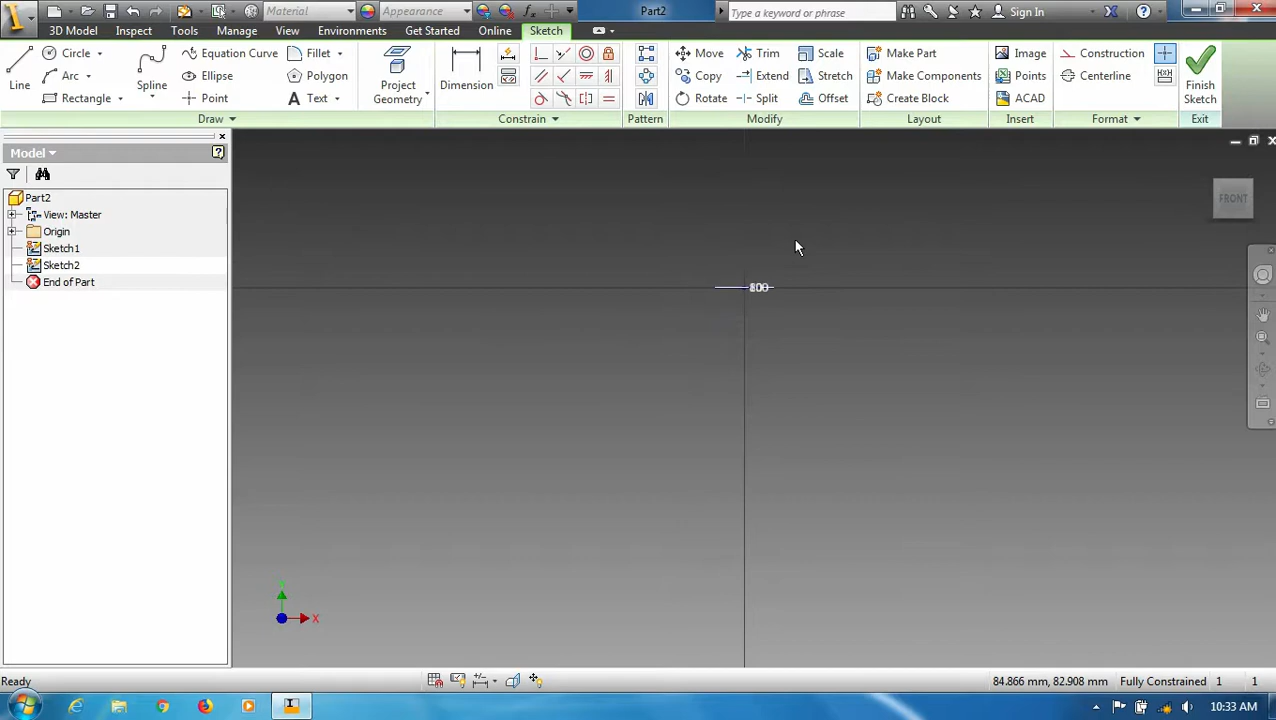 Material
Appearance
Part2
Type a keyword or phrase
Sign In
3D Model
Inspect
Tools
Manage
View
Environments
Get Started
Online
Sketch
Line
Circle
Arc
Rectangle
Spline
Equation Curve
Ellipse
Point
Fillet
Polygon
Text
Project
Geometry
Dimension
Move
Copy
Rotate
Trim
Extend
Split
Scale
Stretch
Offset
Make Part
Make Components
Create Block
Image
Points
ACAD
Construction
Centerline
Finish
Sketch
Draw
Constrain
Pattern
Modify
Layout
Insert
Format
Exit
Model
Part2
View: Master
Origin
Sketch1
Sketch2
End of Part
FRONT
X
Ready
84.866 mm, 82.908 mm
Fully Constrained
1
1
10:33 AM